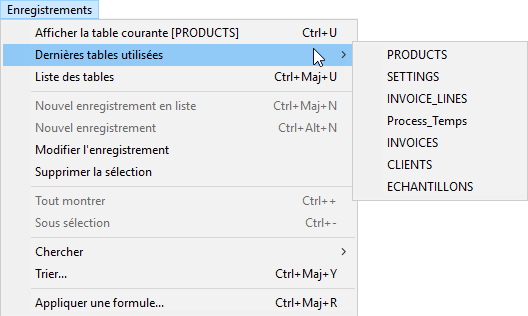 Enregistrements
Afficher la table courante [PRODUCTS] Ctrl+U
Dernières tables utilisées
Liste des tables Ctrl+Maj+U
Nouvel enregistrement en liste Ctrl+Maj+N
Nouvel enregistrement Ctrl+Alt+N
Modifier l'enregistrement
Supprimer la sélection
Tout montrer Ctrl++
Sous sélection Ctrl+-
Chercher
Trier... Ctrl+Maj+Y
Appliquer une formule... Ctrl+Maj+R
PRODUCTS
SETTINGS
INVOICE_LINES
Process_Temps
INVOICES
CLIENTS
ECHANTILLONS